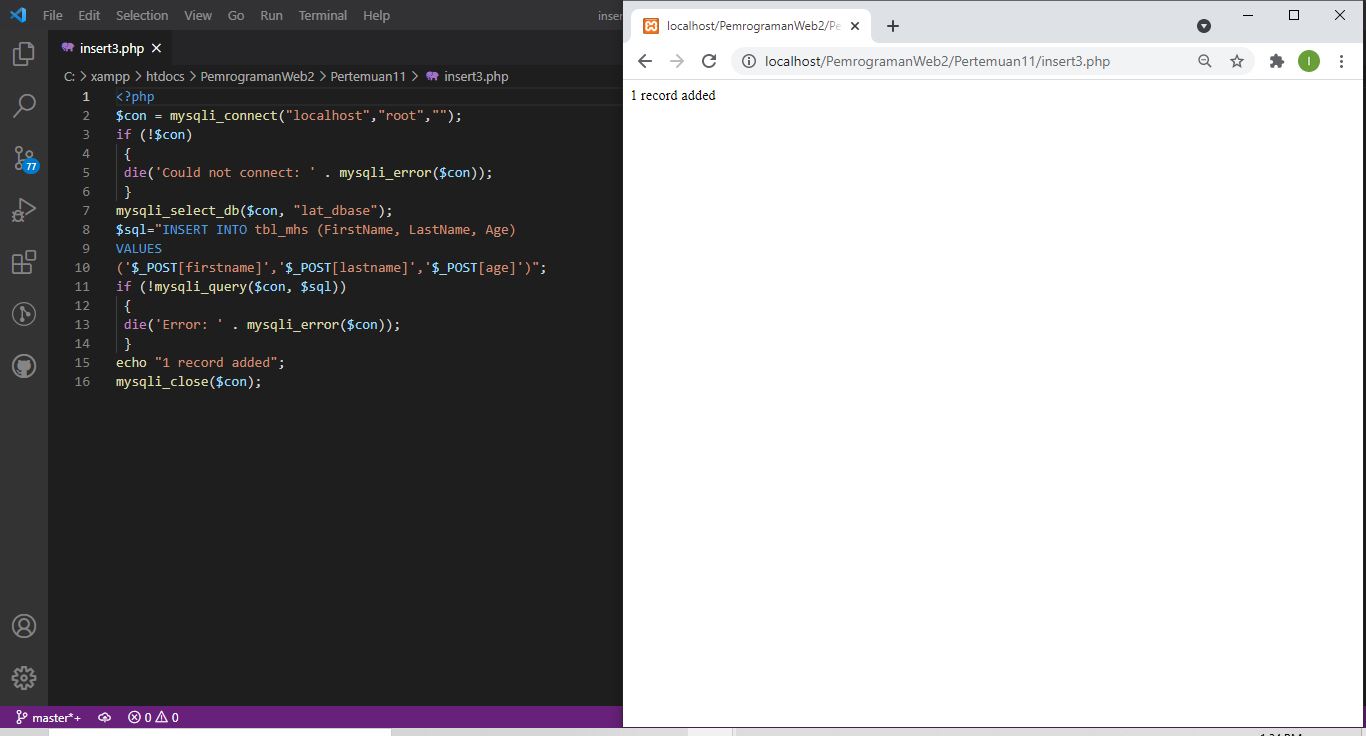 File Edit Selection View Go Run Terminal Help
insert3.php
C: > xampp > htdocs > PemrogramanWeb2 > Pertemuan11 > insert3.php
1 <?php
2 $con = mysqli_connect("localhost","root","");
3 if (!$con)
4 {
5 die('Could not connect: ' . mysqli_error($con));
6 }
7 mysqli_select_db($con, "lat_dbase");
8 $sql="INSERT INTO tbl_mhs (FirstName, LastName, Age)
9 VALUES
10 ('$_POST[firstname]','$_POST[lastname]','$_POST[age]')";
11 if (!mysqli_query($con, $sql))
12 {
13 die('Error: ' . mysqli_error($con));
14 }
15 echo "1 record added";
16 mysqli_close($con);
77
master*+ 0 0
localhost/PemrogramanWeb2/Pe
I
localhost/PemrogramanWeb2/Pertemuan11/insert3.php
1 record added